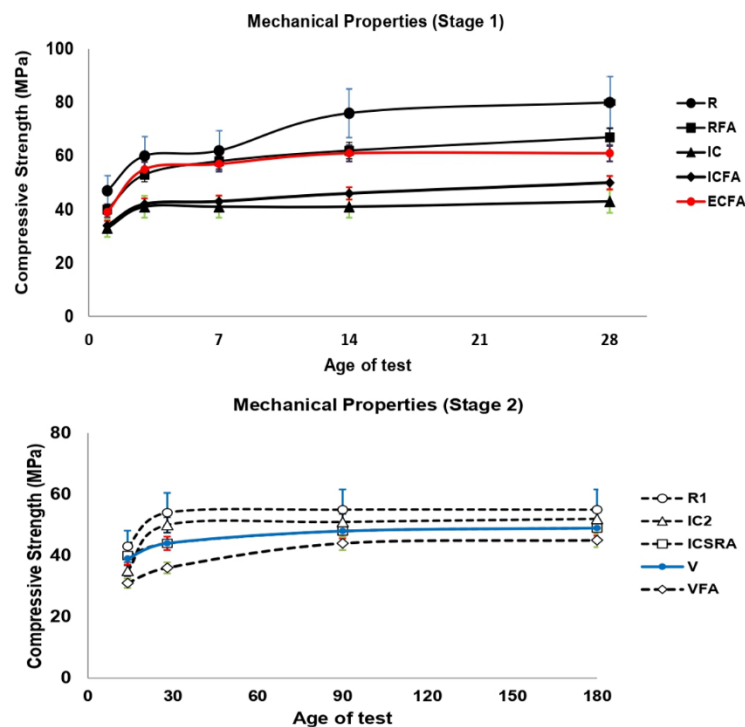 Mechanical Properties (Stage 1)
Compressive Strength (MPa)
100
80
60
40
20
0
0 7 14 21 28
Age of test
R
RFA
IC
ICFA
ECFA
Mechanical Properties (Stage 2)
Compressive Strength (MPa)
80
60
40
20
0
0 30 60 90 120 150 180
Age of test
R1
IC2
ICSRA
V
VFA